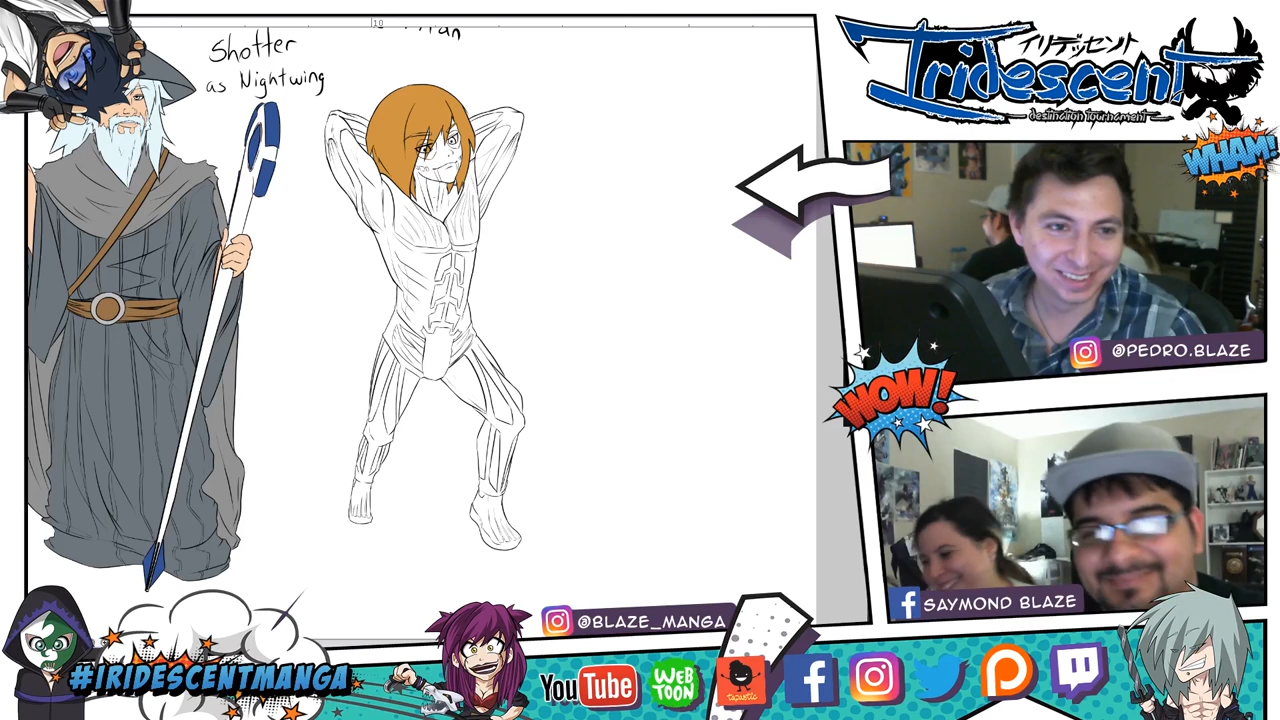 10
Shotter
as Nightwing
イリデッセント
Iridescent
destination tournament
WHAM!
@PEDRO.BLAZE
WOW!
SAYMOND BLAZE
@BLAZE_MANGA
#IRIDESCENTMANGA
YouTube
WEB
TOON
tapastic